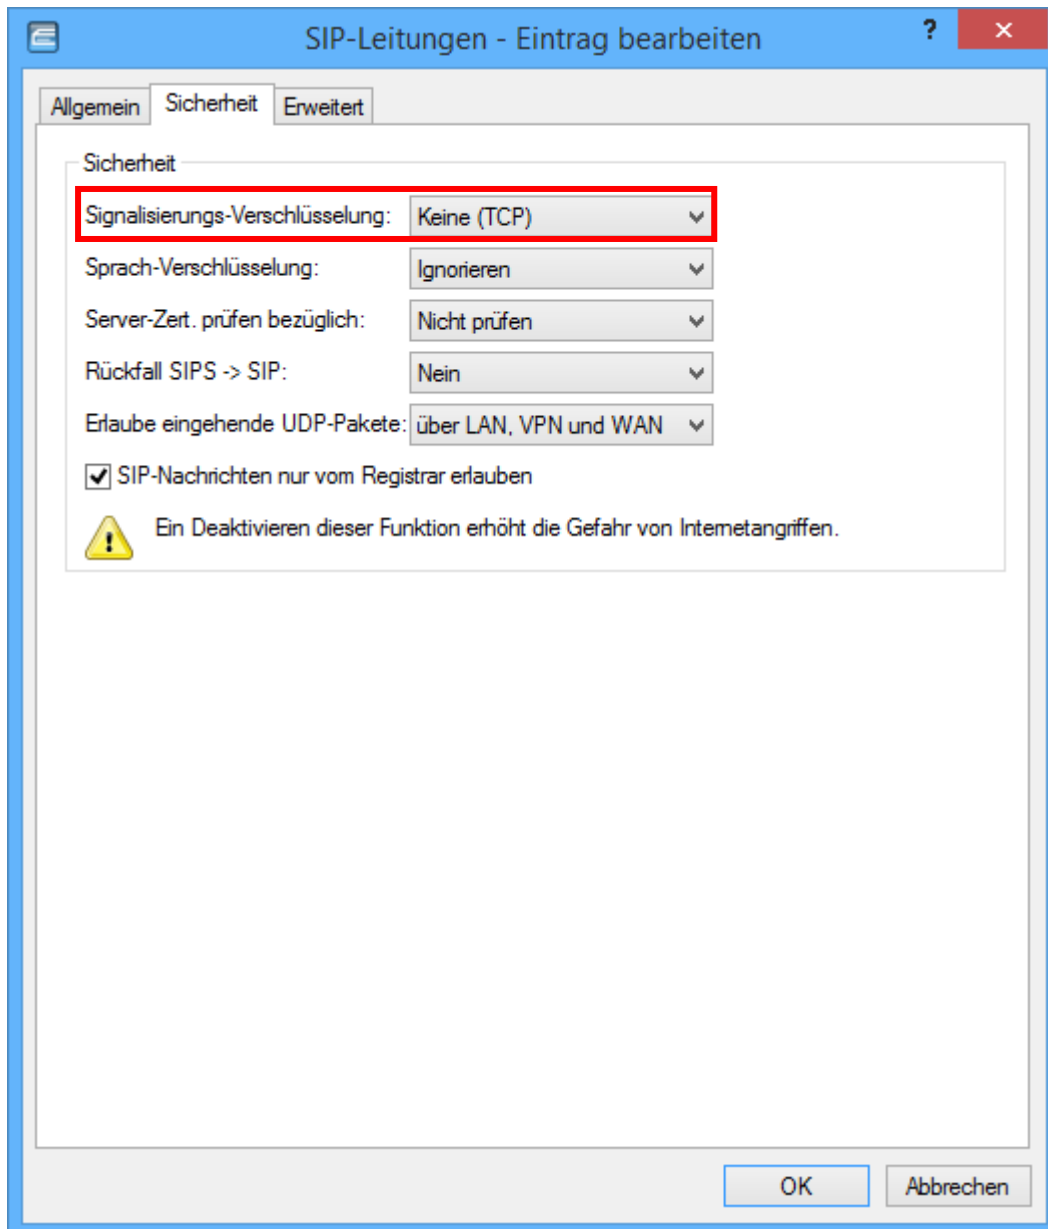 SIP-Leitungen - Eintrag bearbeiten ? ×
Allgemein Sicherheit Erweitert
Sicherheit
Signalisierungs-Verschlüsselung: Keine (TCP)
Sprach-Verschlüsselung: Ignorieren
Server-Zert. prüfen bezüglich: Nicht prüfen
Rückfall SIPS -> SIP: Nein
Erlaube eingehende UDP-Pakete: über LAN, VPN und WAN
SIP-Nachrichten nur vom Registrar erlauben
Ein Deaktivieren dieser Funktion erhöht die Gefahr von Internetangriffen.
OK Abbrechen